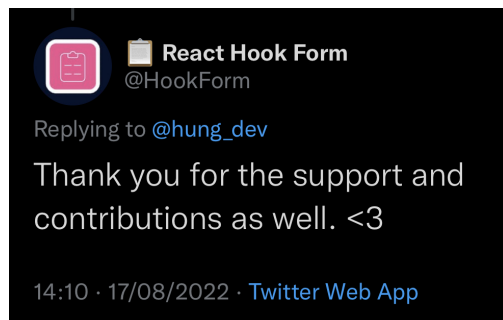 📋 React Hook Form
@HookForm
Replying to @hung_dev
Thank you for the support and
contributions as well. <3
14:10 · 17/08/2022 · Twitter Web App